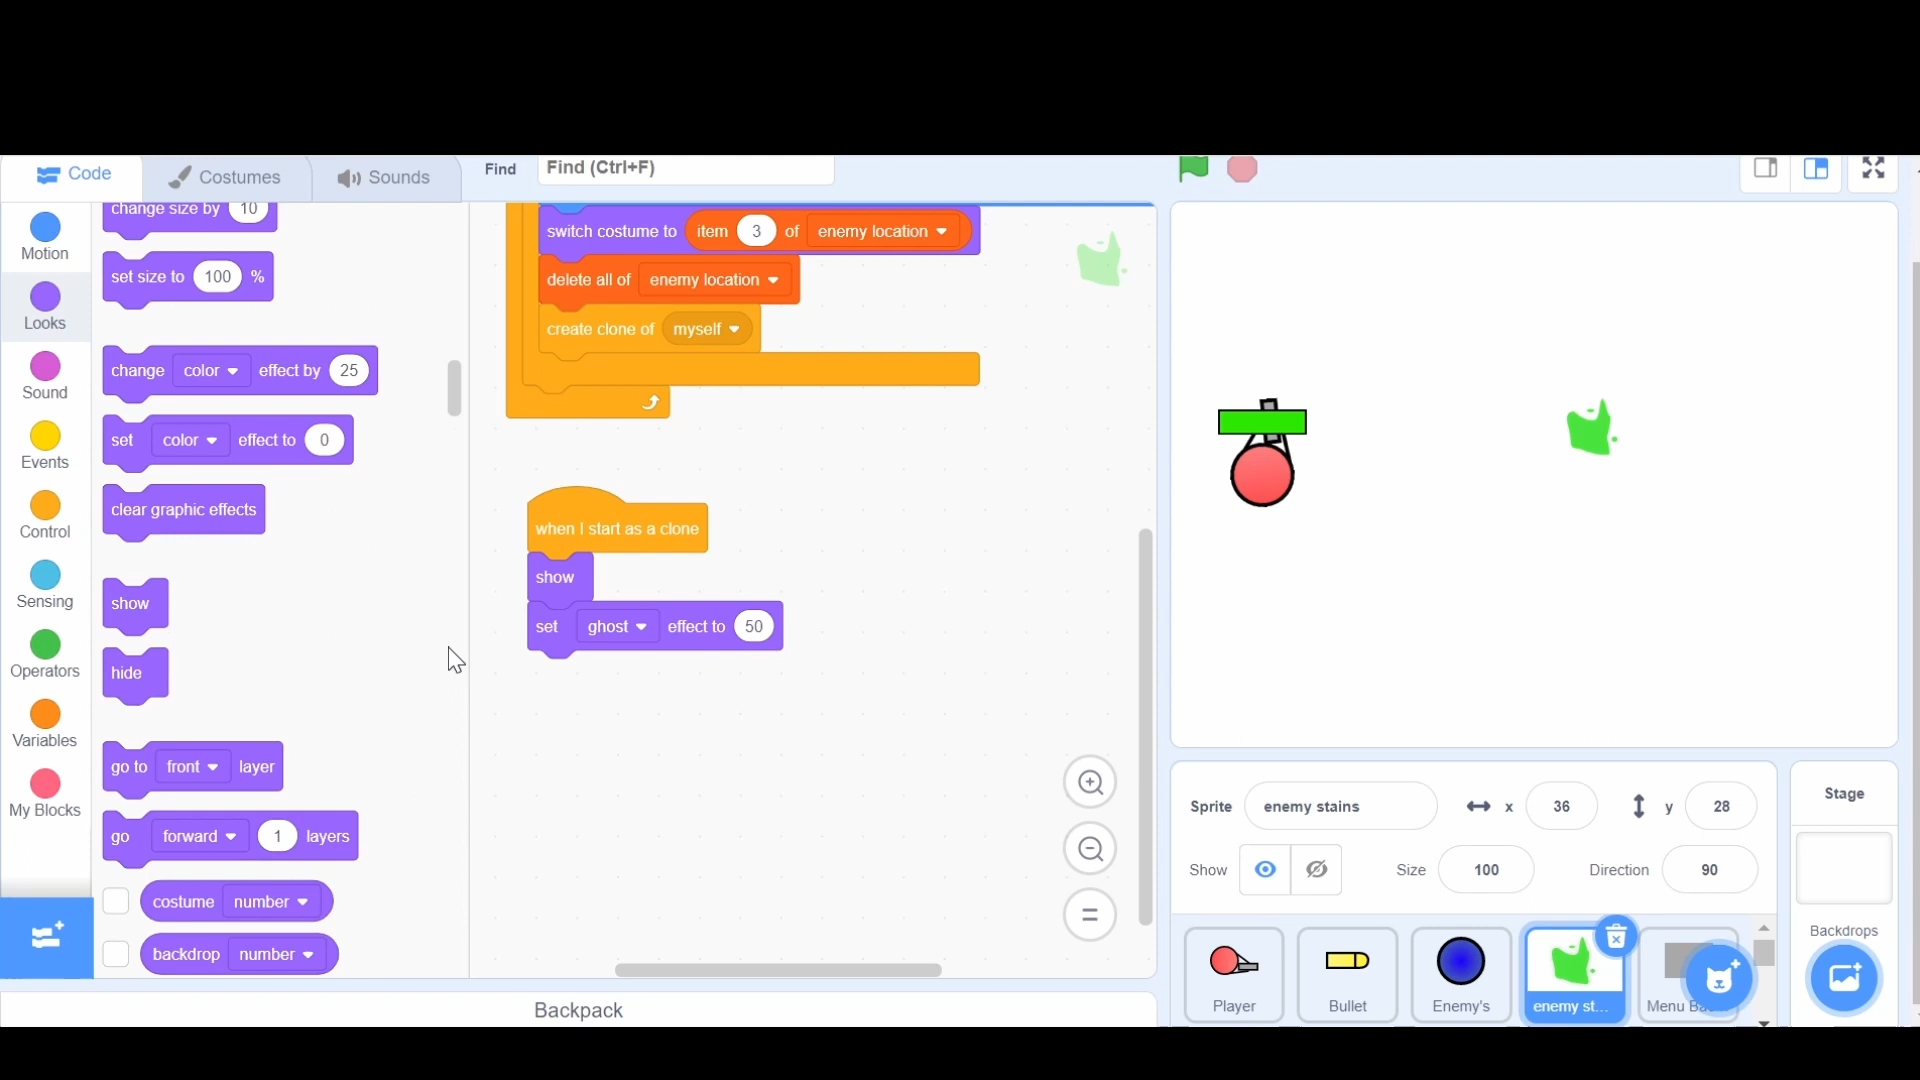 Code
Costumes
Sounds
Find
Find (Ctrl+F)
Motion
Looks
Sound
Events
Control
Sensing
Operators
Variables
My Blocks
change size by 10
set size to 100 %
change color effect by 25
set color effect to 0
clear graphic effects
show
hide
go to front layer
go forward 1 layers
costume number
backdrop number
switch costume to item 3 of enemy location
delete all of enemy location
create clone of myself
when I start as a clone
show
set ghost effect to 50
Backpack
Sprite enemy stains x 36 y 28
Show Size 100 Direction 90
Player
Bullet
Enemy's
enemy st...
Menu
Stage
Backdrops